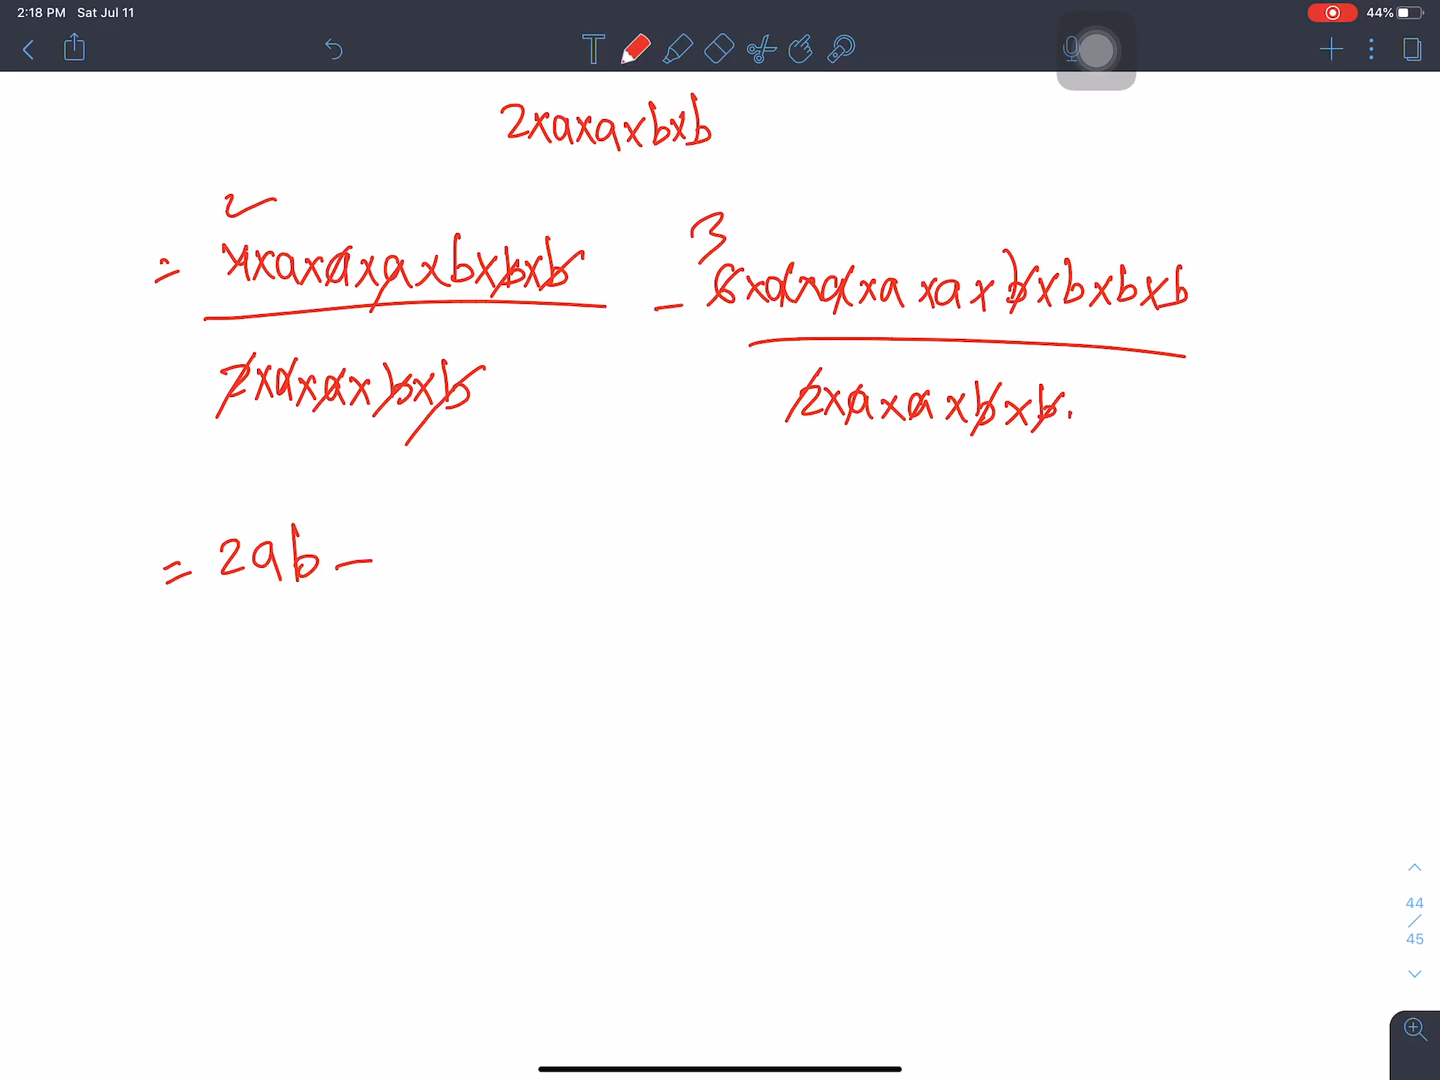 2:18 PM Sat Jul 11
44%
T
2xaxaxbxb
2 3
= 4xaxaxaxbxbxb - 6xaxaxaxaxbxbxbxb
2xaxaxbxb 2xaxaxbxb.
= 2ab -
44
/
45